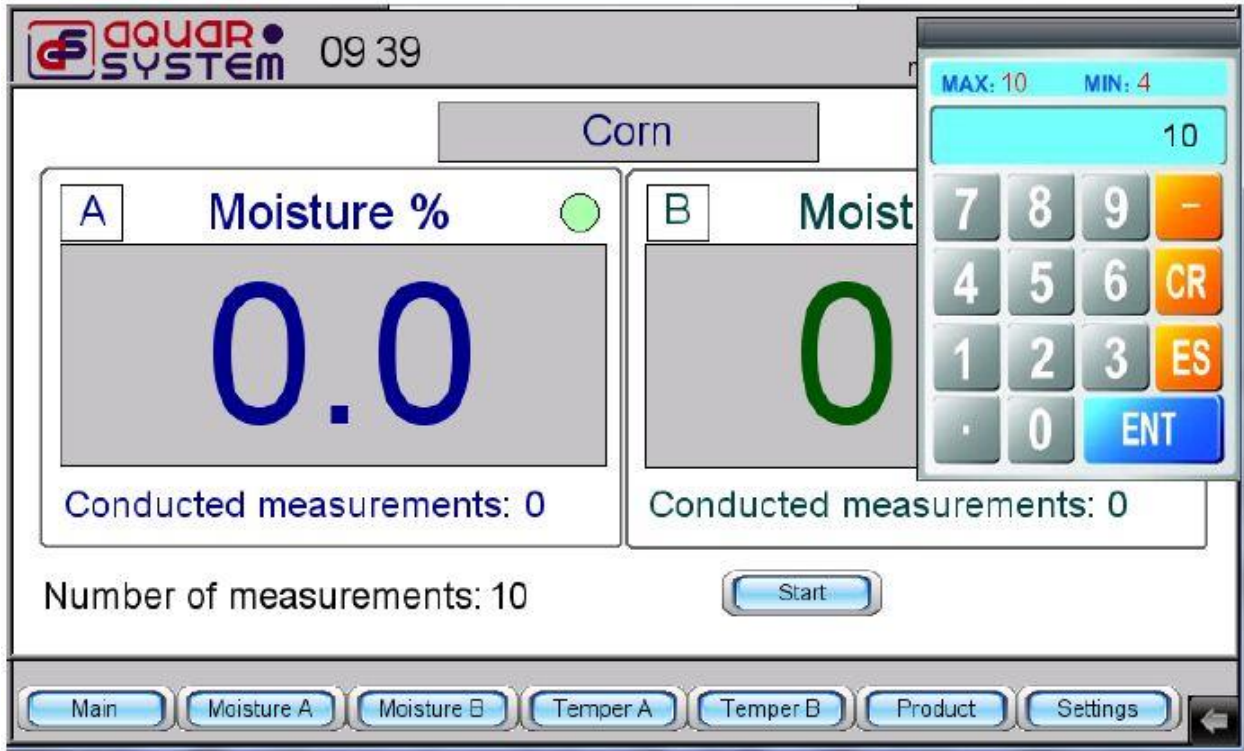 aquar
system
09 39
MAX: 10 MIN: 4
10
Corn
A Moisture %
B
0.0
0
7 8 9 −
4 5 6 CR
1 2 3 ES
. 0 ENT
Conducted measurements: 0
Conducted measurements: 0
Number of measurements: 10
Start
Main Moisture A Moisture B Temper A Temper B Product Settings